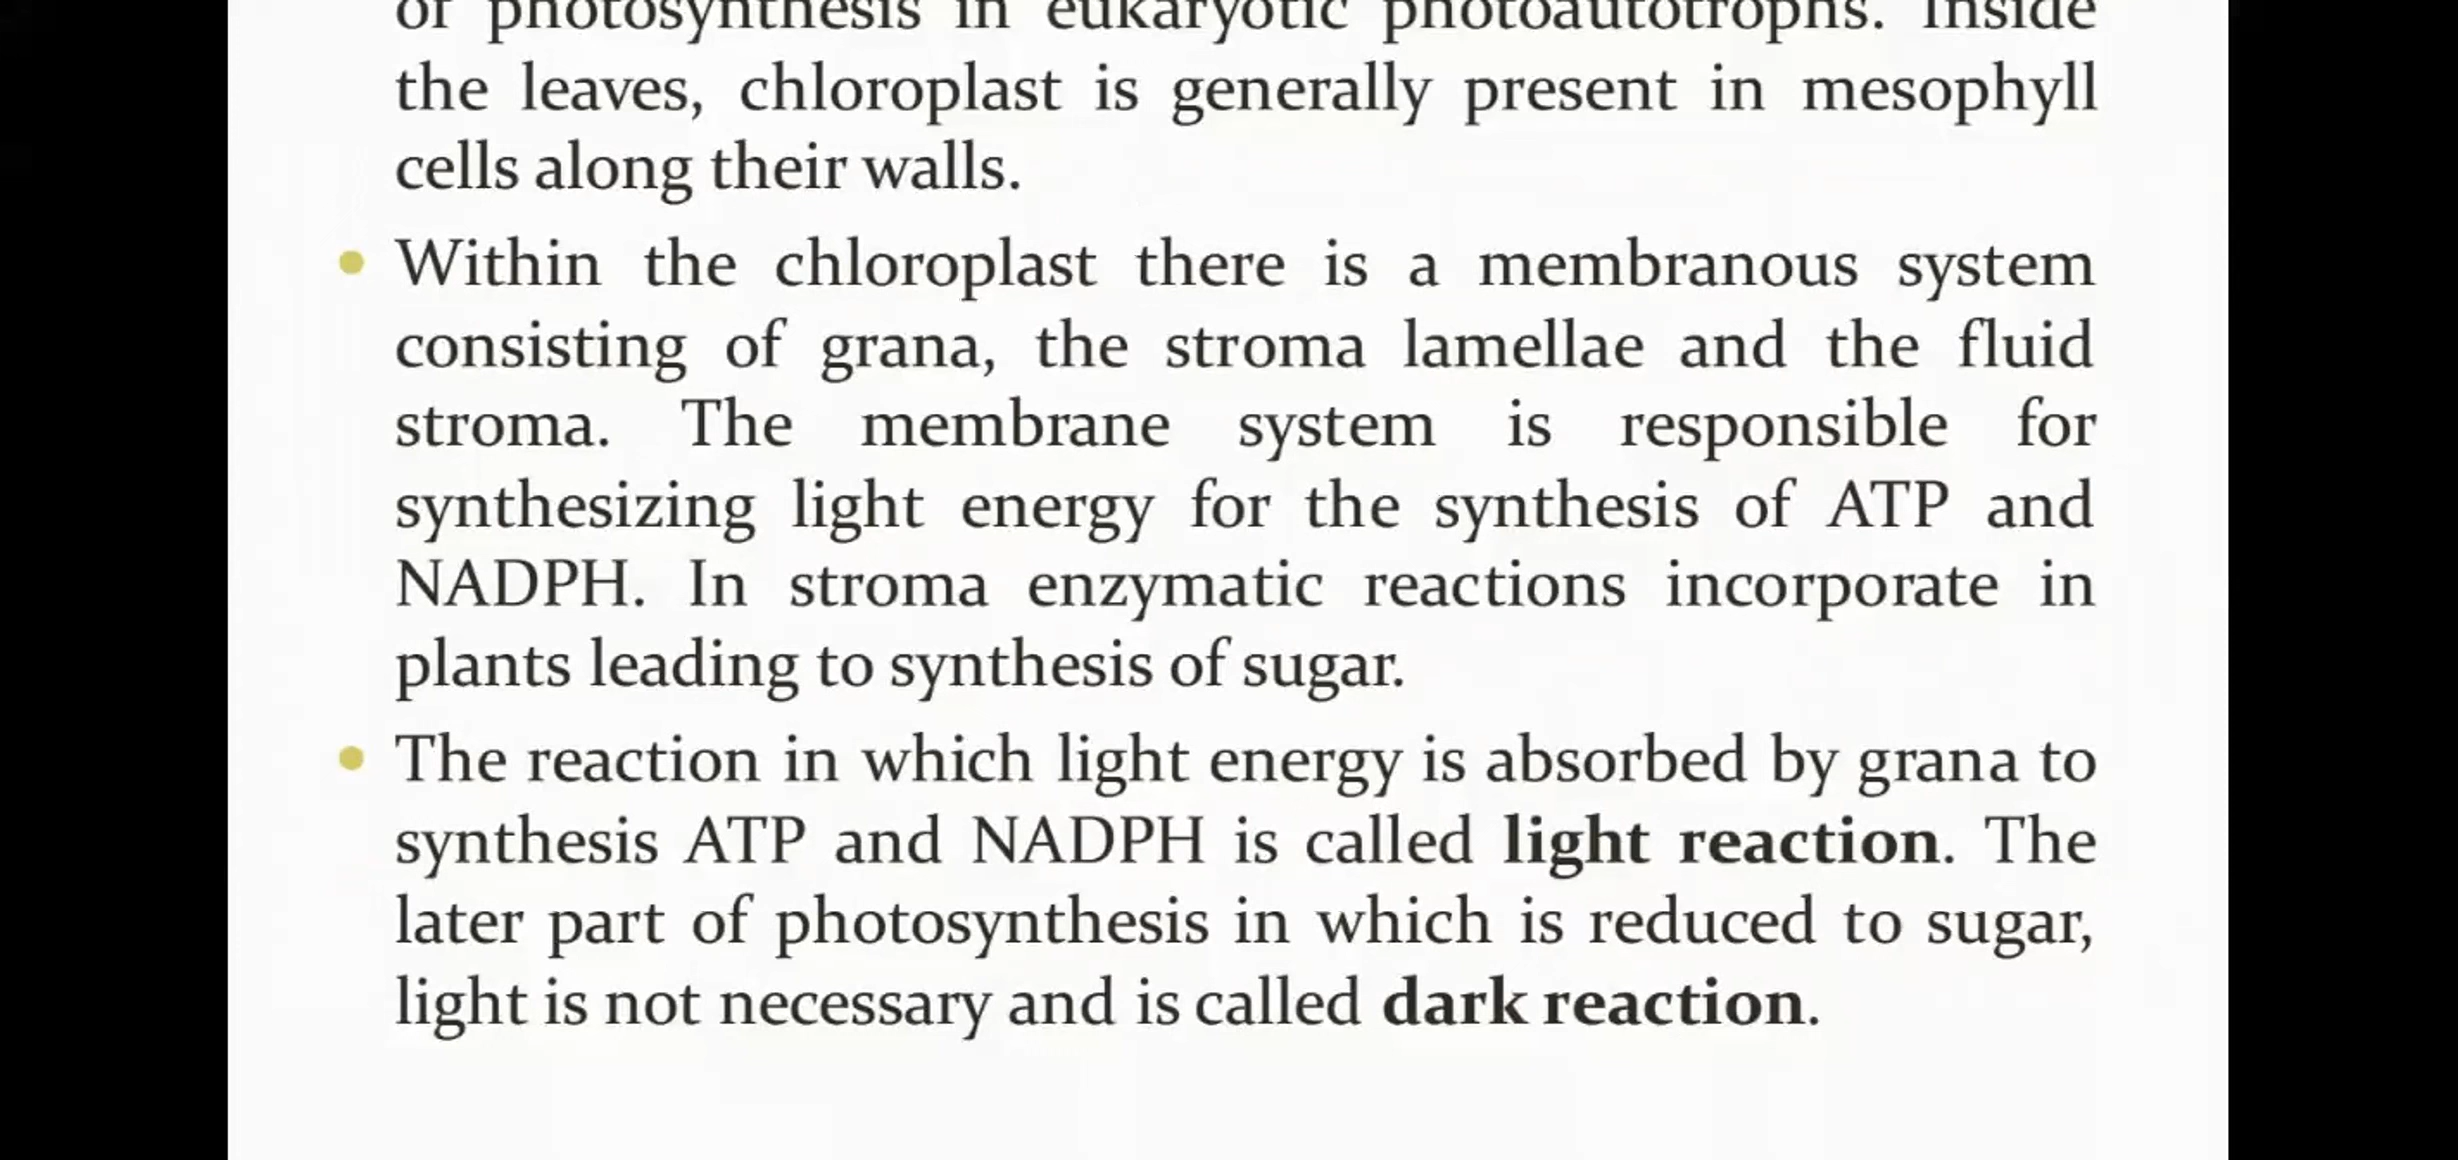 of photosynthesis in eukaryotic photoautotrophs. Inside
the leaves, chloroplast is generally present in mesophyll
cells along their walls.
• Within the chloroplast there is a membranous system
consisting of grana, the stroma lamellae and the fluid
stroma. The membrane system is responsible for
synthesizing light energy for the synthesis of ATP and
NADPH. In stroma enzymatic reactions incorporate in
plants leading to synthesis of sugar.
• The reaction in which light energy is absorbed by grana to
synthesis ATP and NADPH is called light reaction. The
later part of photosynthesis in which is reduced to sugar,
light is not necessary and is called dark reaction.